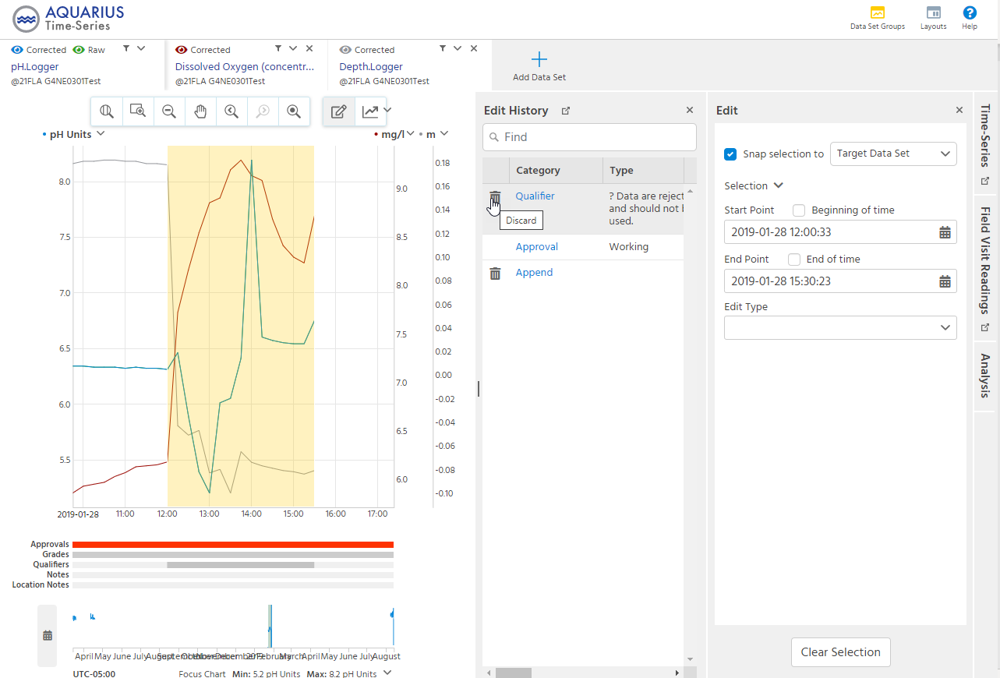 AQUARIUS
Time-Series
Data Set Groups
Layouts
Help
Corrected Raw
pH.Logger
@21FLA G4NE0301Test
Corrected
Dissolved Oxygen (concentr...
@21FLA G4NE0301Test
Corrected
Depth.Logger
@21FLA G4NE0301Test
Add Data Set
pH Units
mg/l
m
8.0
7.5
7.0
6.5
6.0
5.5
9.0
8.5
8.0
7.5
7.0
6.5
6.0
0.18
0.16
0.14
0.12
0.10
0.08
0.06
0.04
0.02
0.00
-0.02
-0.04
-0.06
-0.08
-0.10
2019-01-28 11:00 12:00 13:00 14:00 15:00 16:00 17:00
Approvals
Grades
Qualifiers
Notes
Location Notes
April May June July August September October November December 2019 February March April May June July August
UTC-05:00 Focus Chart Min: 5.2 pH Units Max: 8.2 pH Units
Edit History
Find
Category Type
Qualifier ? Data are reject
and should not b
used.
Discard
Approval Working
Append
Edit
Snap selection to Target Data Set
Selection
Start Point Beginning of time
2019-01-28 12:00:33
End Point End of time
2019-01-28 15:30:23
Edit Type
Clear Selection
Time-Series
Field Visit Readings
Analysis